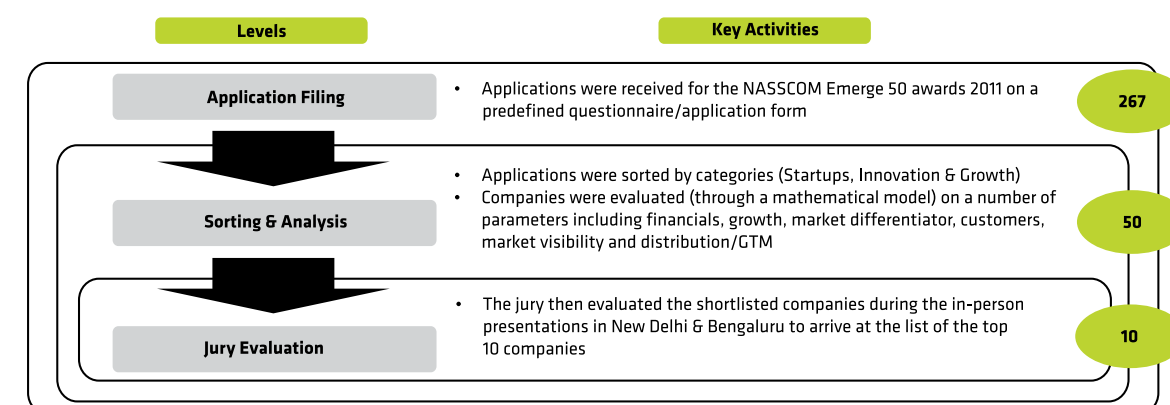 Levels
Key Activities
Application Filing
• Applications were received for the NASSCOM Emerge 50 awards 2011 on a
predefined questionnaire/application form
267
Sorting & Analysis
• Applications were sorted by categories (Startups, Innovation & Growth)
• Companies were evaluated (through a mathematical model) on a number of
parameters including financials, growth, market differentiator, customers,
market visibility and distribution/GTM
50
Jury Evaluation
• The jury then evaluated the shortlisted companies during the in-person
presentations in New Delhi & Bengaluru to arrive at the list of the top
10 companies
10